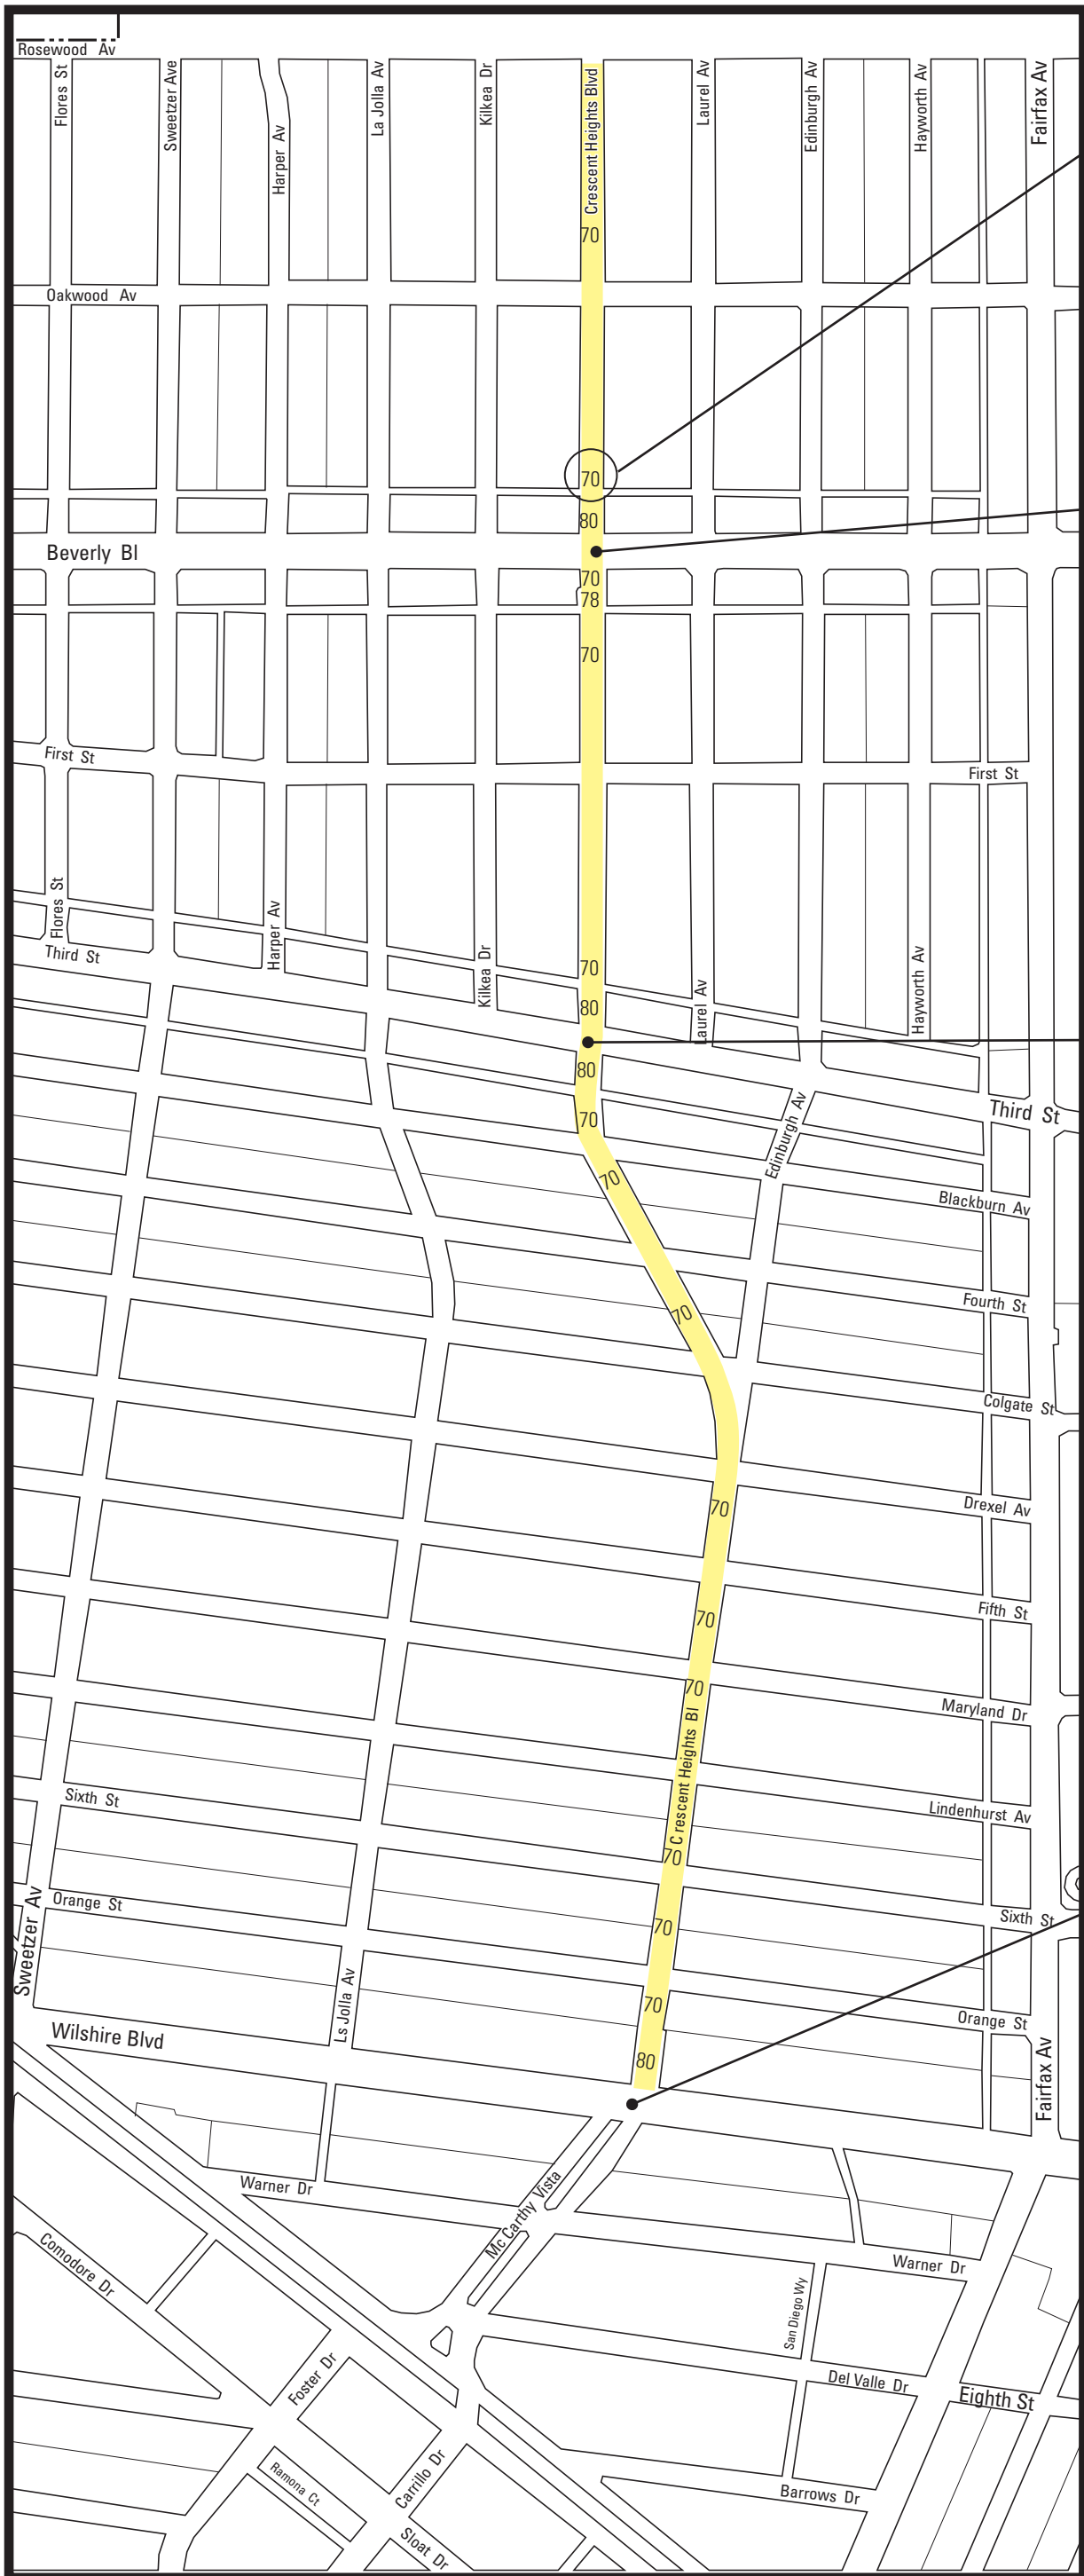 Rosewood Av
Flores St
Sweetzer Ave
Harper Av
La Jolla Av
Kilkea Dr
Crescent Heights Blvd
Laurel Av
Edinburgh Av
Hayworth Av
Fairfax Av
70
Oakwood Av
70
80
Beverly Bl
70
78
70
First St
First St
Flores St
Harper Av
Kilkea Dr
Laurel Av
Hayworth Av
Third St
70
80
80
70
Third St
Edinburgh Av
70
Blackburn Av
70
Fourth St
Colgate St
70
Drexel Av
70
Fifth St
70
Maryland Dr
Crescent Heights Bl
Sixth St
Lindenhurst Av
70
Orange St
Sweetzer Av
70
Sixth St
Ls Jolla Av
70
Orange St
Wilshire Blvd
80
Fairfax Av
Warner Dr
Mc Carthy Vista
Warner Dr
Comodore Dr
San Diego Wy
Foster Dr
Del Valle Dr
Eighth St
Ramona Ct
Carrillo Dr
Barrows Dr
Sloat Dr